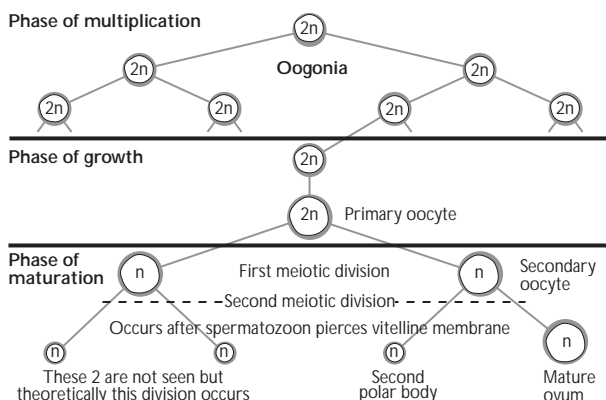 Phase of multiplication
2n
2n
Oogonia
2n
2n
2n
2n
2n
Phase of growth
2n
2n
Primary oocyte
Phase of
maturation
n
First meiotic division
n
Secondary
oocyte
Second meiotic division
Occurs after spermatozoon pierces vitelline membrane
n
n
n
n
These 2 are not seen but
theoretically this division occurs
Second
polar body
Mature
ovum